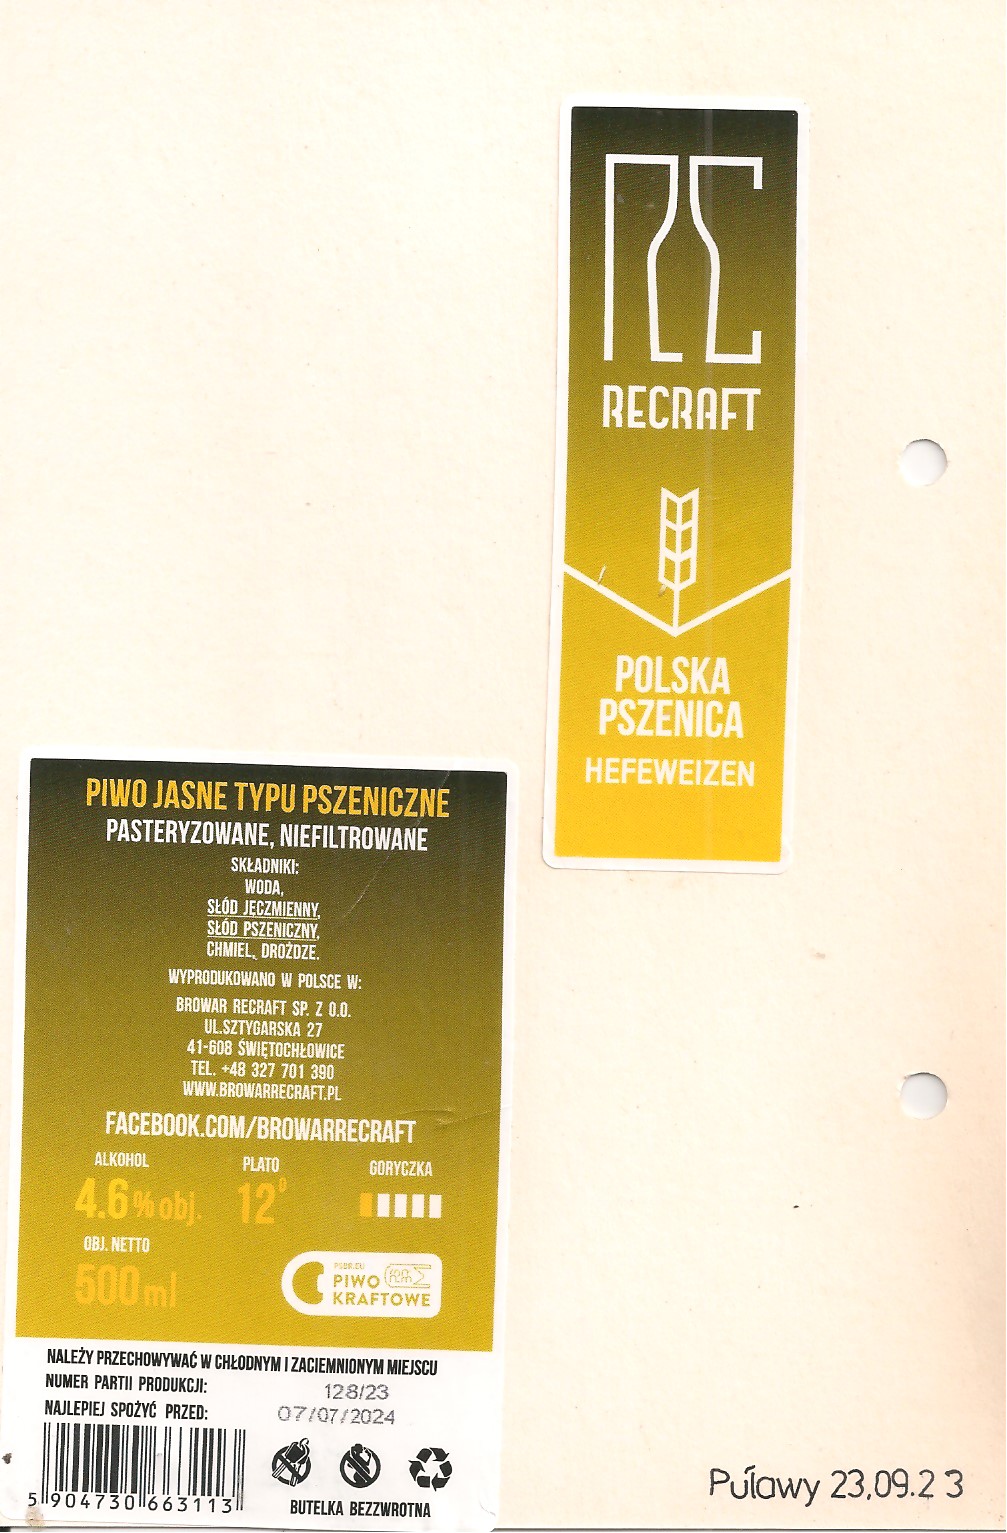 RECRAFT
POLSKA
PSZENICA
HEFEWEIZEN
PIWO JASNE TYPU PSZENICZNE
PASTERYZOWANE, NIEFILTROWANE
SKŁADNIKI:
WODA,
SŁÓD JĘCZMIENNY,
SŁÓD PSZENICZNY,
CHMIEL, DROŻDZE.
WYPRODUKOWANO W POLSCE W:
BROWAR RECRAFT SP. Z O.O.
UL.SZTYGARSKA 27
41-608 ŚWIĘTOCHŁOWICE
TEL. +48 327 701 390
WWW.BROWARRECRAFT.PL
FACEBOOK.COM/BROWARRECRAFT
ALKOHOL PLATO GORYCZKA
4.6% obj. 12°
OBJ. NETTO
500ml
PSBR.EU
PIWO
KRAFTOWE
NALEŻY PRZECHOWYWAĆ W CHŁODNYM I ZACIEMNIONYM MIEJSCU
NUMER PARTII PRODUKCJI: 128/23
NAJLEPIEJ SPOŻYĆ PRZED: 07/07/2024
5 904730 663113
BUTELKA BEZZWROTNA
Puławy 23.09.23